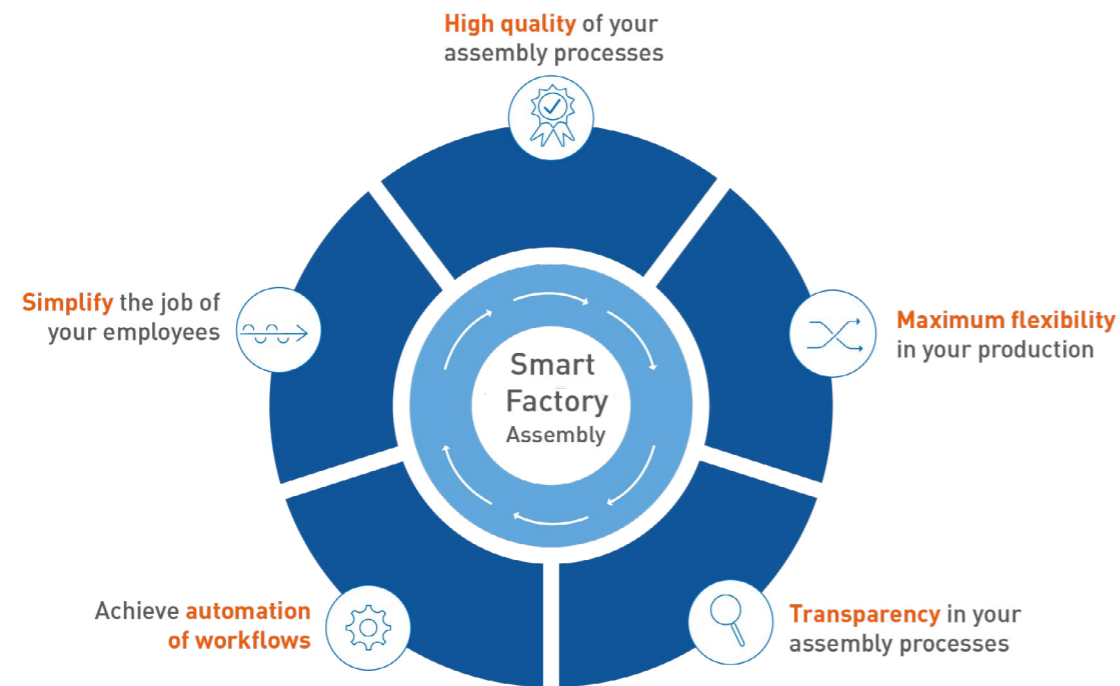 High quality of your
assembly processes
Simplify the job of
your employees
Maximum flexibility
in your production
Smart
Factory
Assembly
Achieve automation
of workflows
Transparency in your
assembly processes